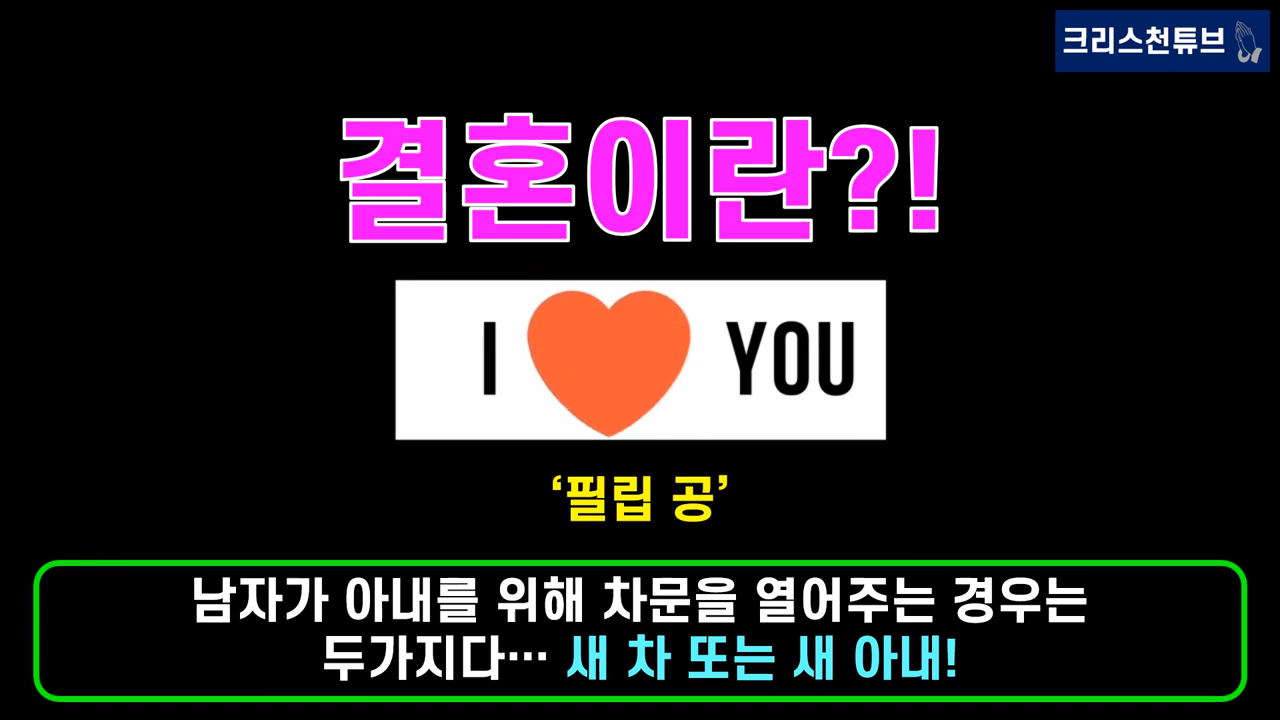 크리스천튜브
결혼이란?!
I YOU
‘필립 공’
남자가 아내를 위해 차문을 열어주는 경우는
두가지다… 새 차 또는 새 아내!